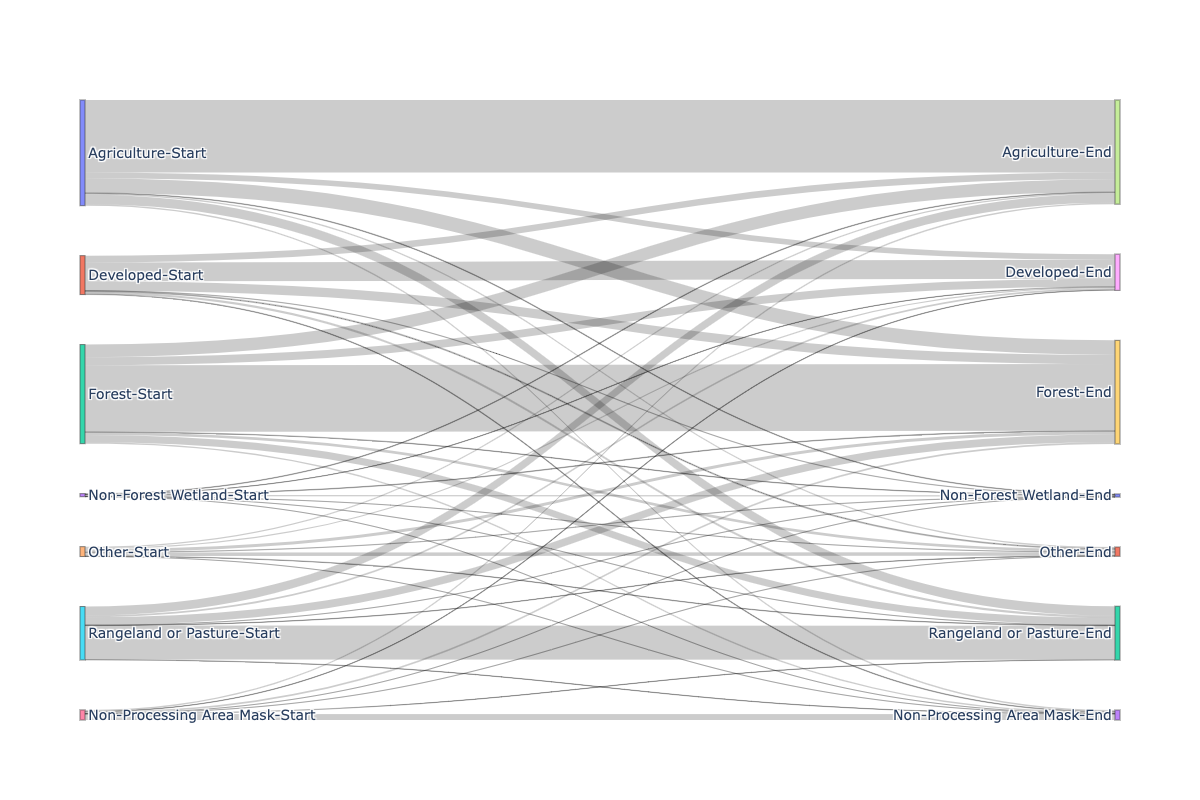 Agriculture-Start
Agriculture-End
Developed-Start
Developed-End
Forest-Start
Forest-End
Non-Forest Wetland-Start
Non-Forest Wetland-End
Other-Start
Other-End
Rangeland or Pasture-Start
Rangeland or Pasture-End
Non-Processing Area Mask-Start
Non-Processing Area Mask-End